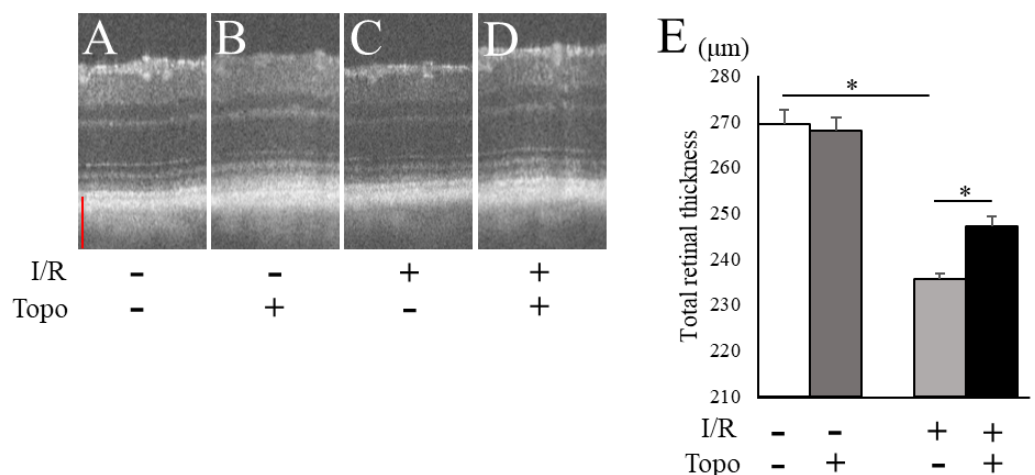 A B C D
I/R - - + +
Topo - + - +
E (μm)
Total retinal thickness
280
270
260
250
240
230
220
210
*
*
I/R - - + +
Topo - + - +